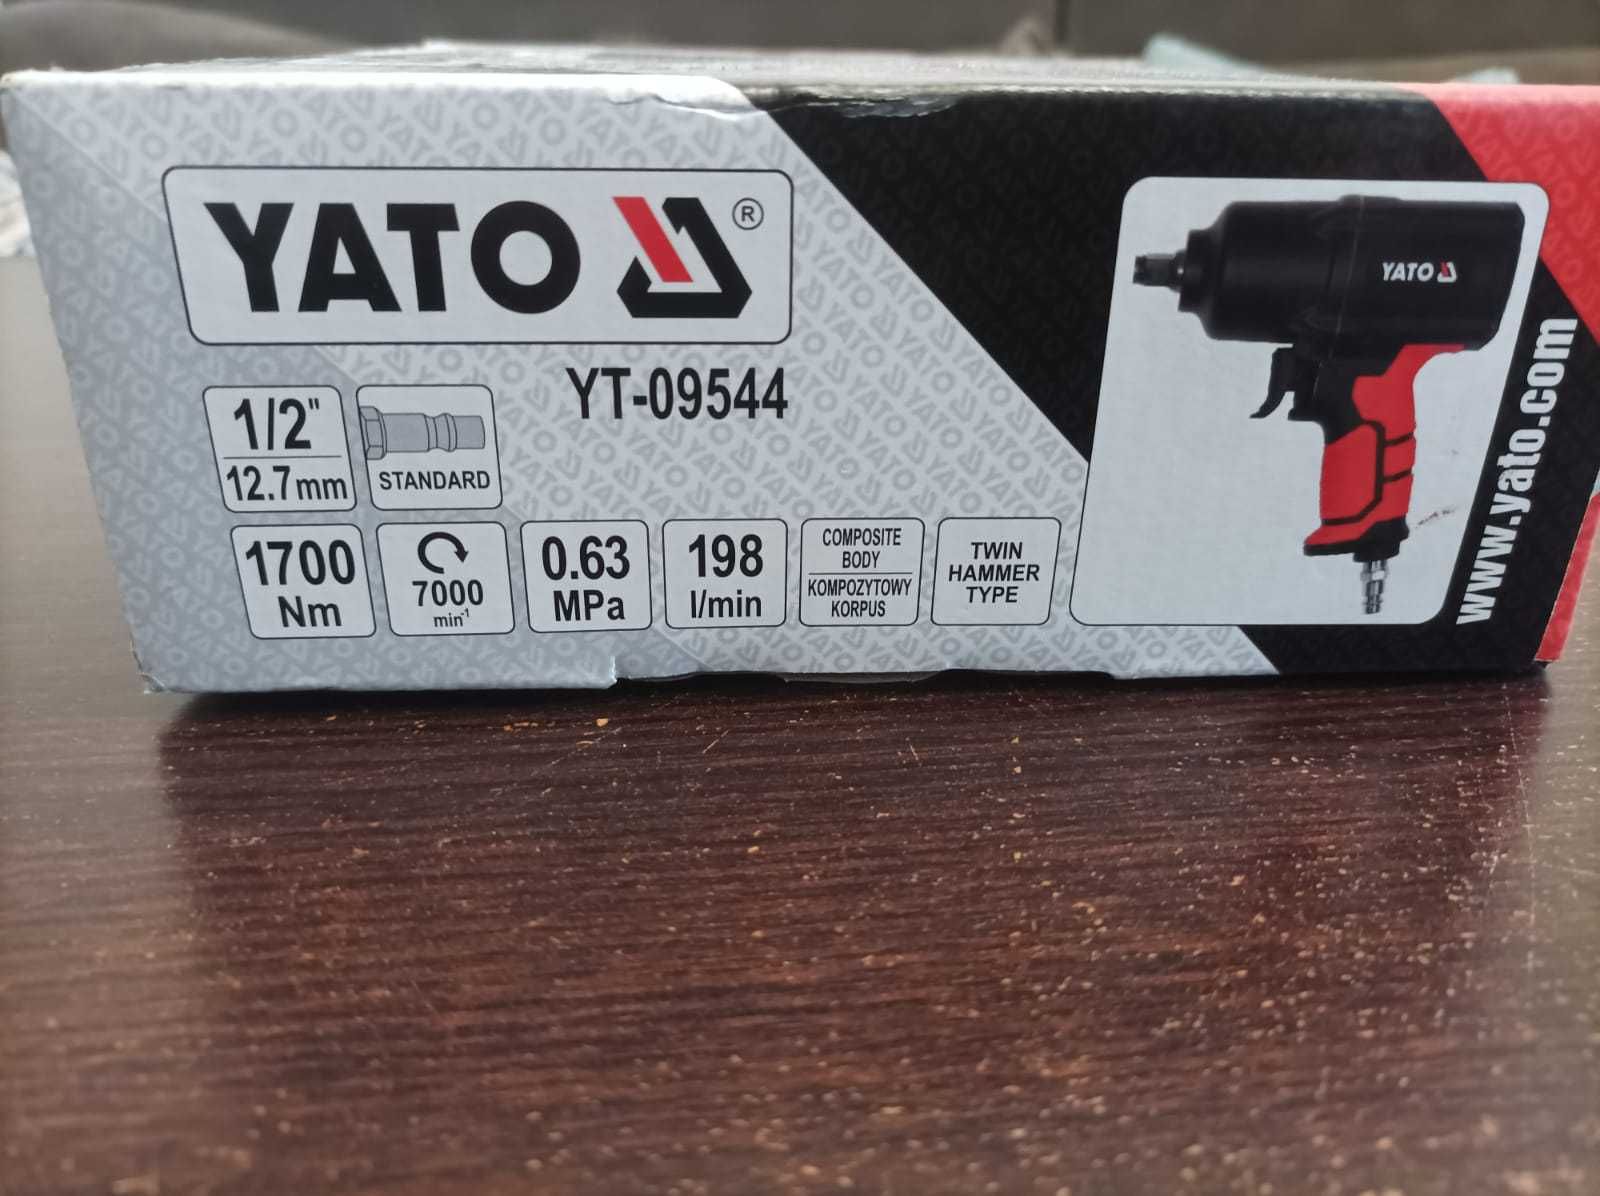 YATO ®
YT-09544
1/2"
12.7mm
STANDARD
1700
Nm
7000
min-1
0.63
MPa
198
l/min
COMPOSITE
BODY
KOMPOZYTOWY
KORPUS
TWIN
HAMMER
TYPE
YATO
www.yato.com